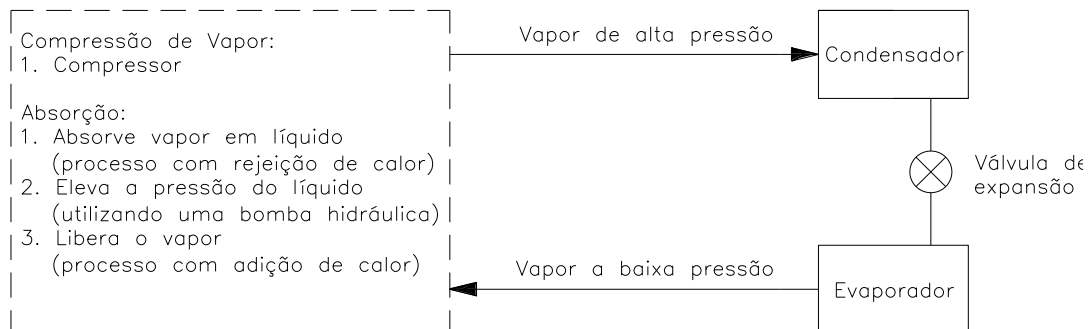 Compressão de Vapor:
1. Compressor
Absorção:
1. Absorve vapor em líquido
(processo com rejeição de calor)
2. Eleva a pressão do líquido
(utilizando uma bomba hidráulica)
3. Libera o vapor
(processo com adição de calor)
Vapor de alta pressão
Condensador
Válvula de
expansão
Vapor a baixa pressão
Evaporador